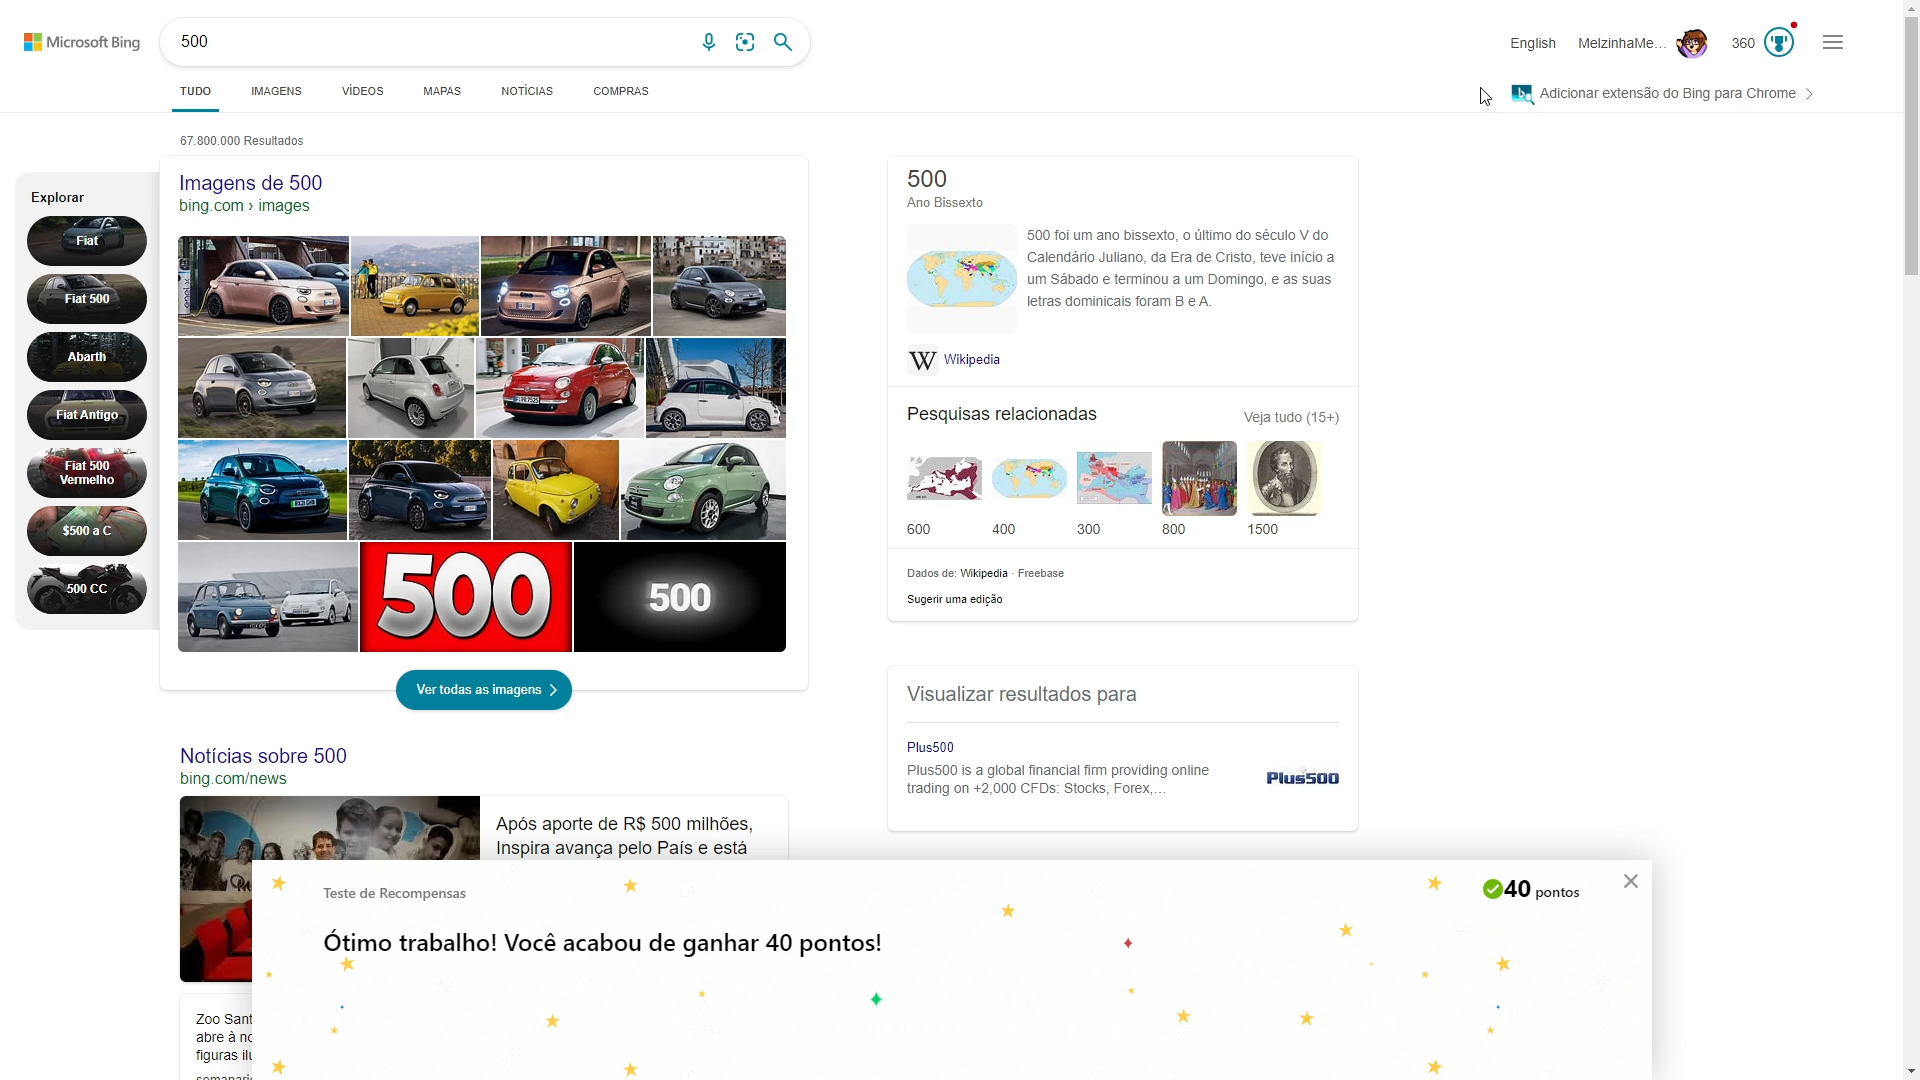 Microsoft Bing
500
English
MelzinhaMe...
360
TUDO
IMAGENS
VÍDEOS
MAPAS
NOTÍCIAS
COMPRAS
Adicionar extensão do Bing para Chrome
67.800.000 Resultados
Explorar
Fiat
Fiat 500
Abarth
Fiat Antigo
Fiat 500
Vermelho
$500 a C
500 CC
Imagens de 500
bing.com › images
500
500
Ver todas as imagens
Notícias sobre 500
bing.com/news
Após aporte de R$ 500 milhões,
Inspira avança pelo País e está
Zoo Sant
abre à no
figuras ilu
semanari
500
Ano Bissexto
500 foi um ano bissexto, o último do século V do
Calendário Juliano, da Era de Cristo, teve início a
um Sábado e terminou a um Domingo, e as suas
letras dominicais foram B e A.
W Wikipedia
Pesquisas relacionadas
Veja tudo (15+)
600
400
300
800
1500
Dados de: Wikipedia · Freebase
Sugerir uma edição
Visualizar resultados para
Plus500
Plus500 is a global financial firm providing online
trading on +2,000 CFDs: Stocks, Forex,...
Plus500
Teste de Recompensas
40 pontos
Ótimo trabalho! Você acabou de ganhar 40 pontos!